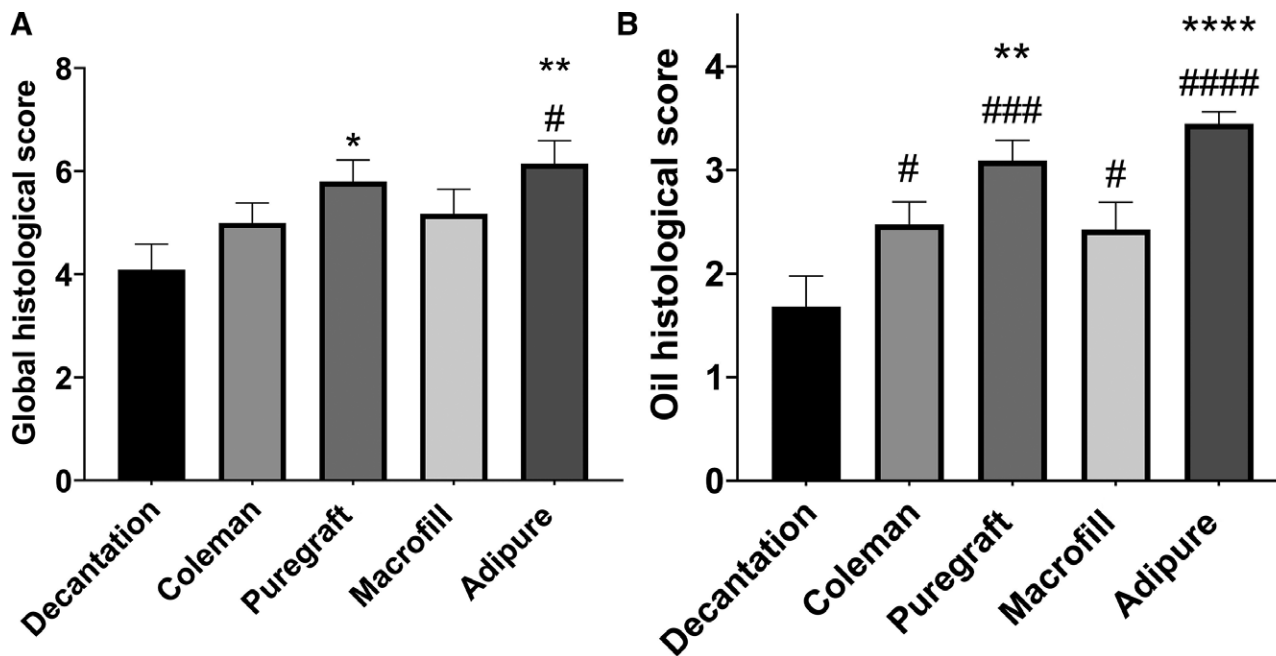 A
Global histological score
8
6
4
2
0
*
**
#
Decantation
Coleman
Puregraft
Macrofill
Adipure
B
Oil histological score
4
3
2
1
0
#
**
###
#
****
####
Decantation
Coleman
Puregraft
Macrofill
Adipure